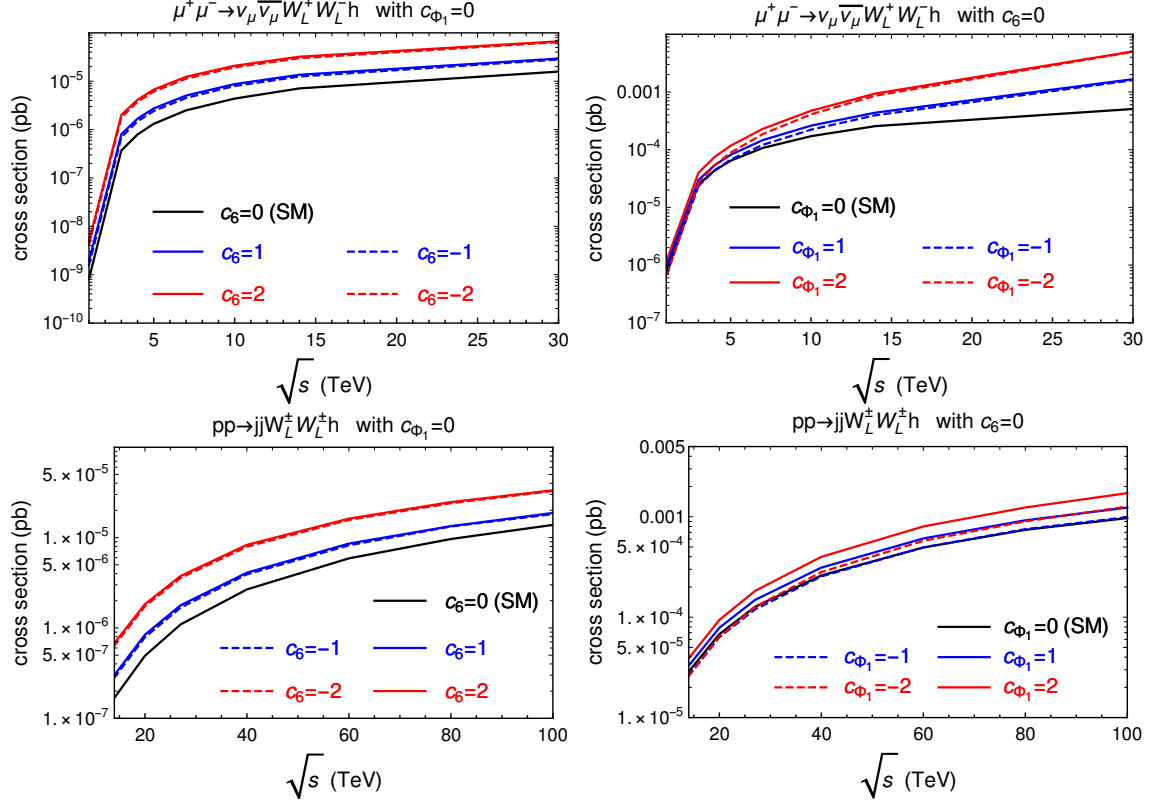 μ⁺μ⁻→ν_μ ν̅_μ̅ W_L⁺ W_L⁻ h with c_Φ₁=0
cross section (pb)
10⁻⁵
10⁻⁶
10⁻⁷
10⁻⁸
10⁻⁹
10⁻¹⁰
c₆=0 (SM)
c₆=1 c₆=-1
c₆=2 c₆=-2
5 10 15 20 25 30
√s (TeV)
μ⁺μ⁻→ν_μ ν̅_μ̅ W_L⁺ W_L⁻ h with c₆=0
cross section (pb)
0.001
10⁻⁴
10⁻⁵
10⁻⁶
10⁻⁷
c_Φ₁=0 (SM)
c_Φ₁=1 c_Φ₁=-1
c_Φ₁=2 c_Φ₁=-2
5 10 15 20 25 30
√s (TeV)
pp→jjW_L^± W_L^± h with c_Φ₁=0
cross section (pb)
5.×10⁻⁵
1.×10⁻⁵
5.×10⁻⁶
1.×10⁻⁶
5.×10⁻⁷
1.×10⁻⁷
c₆=0 (SM)
c₆=-1 c₆=1
c₆=-2 c₆=2
20 40 60 80 100
√s (TeV)
pp→jjW_L^± W_L^± h with c₆=0
cross section (pb)
0.005
0.001
5.×10⁻⁴
1.×10⁻⁴
5.×10⁻⁵
1.×10⁻⁵
c_Φ₁=0 (SM)
c_Φ₁=-1 c_Φ₁=1
c_Φ₁=-2 c_Φ₁=2
20 40 60 80 100
√s (TeV)